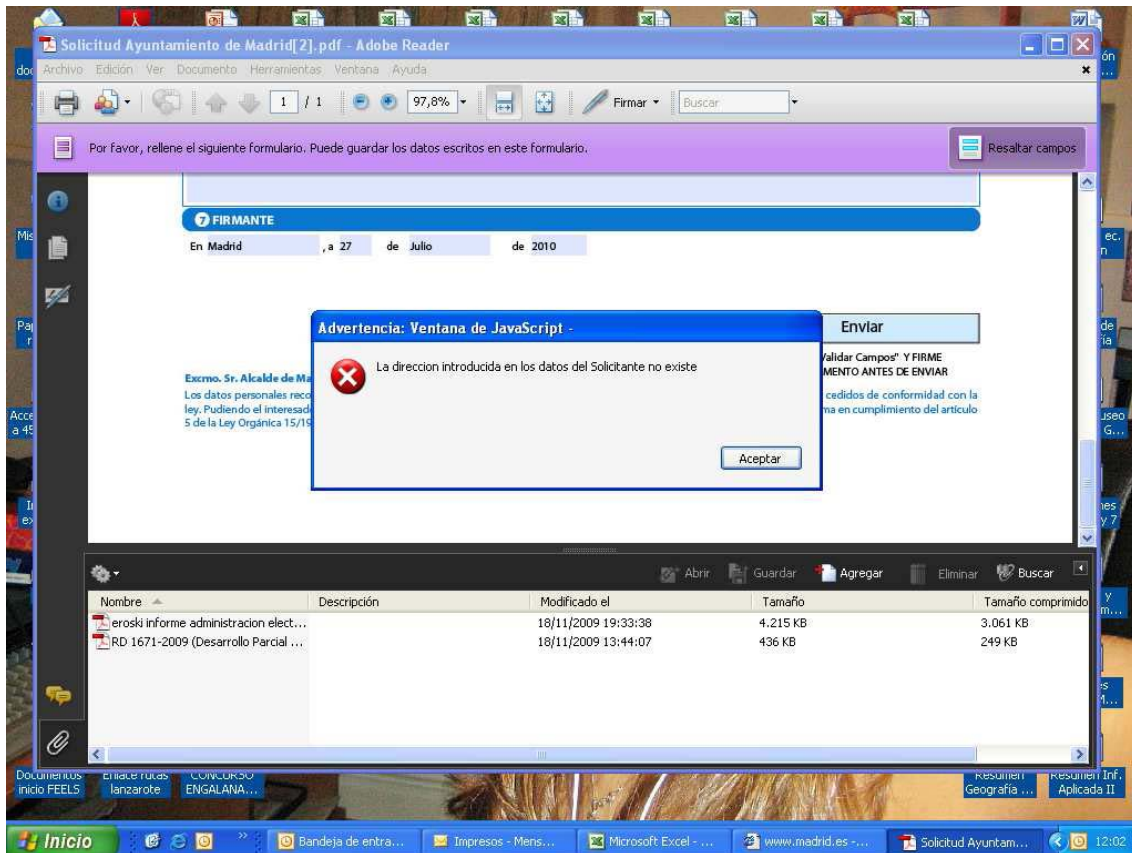 Solicitud Ayuntamiento de Madrid[2].pdf - Adobe Reader
Archivo Edición Ver Documento Herramientas Ventana Ayuda
1 / 1 97,8% Firmar Buscar
Por favor, rellene el siguiente formulario. Puede guardar los datos escritos en este formulario.
Resaltar campos
7 FIRMANTE
En Madrid , a 27 de Julio de 2010
Advertencia: Ventana de JavaScript -
La direccion introducida en los datos del Solicitante no existe
Aceptar
Enviar
Validar Campos" Y FIRME
MENTO ANTES DE ENVIAR
Excmo. Sr. Alcalde de Ma
Los datos personales reco
cedidos de conformidad con la
ley. Pudiendo el interesad
ma en cumplimiento del artículo
5 de la Ley Orgánica 15/19
Abrir Guardar Agregar Eliminar Buscar
Nombre Descripción Modificado el Tamaño Tamaño comprimido
eroski informe administracion elect... 18/11/2009 19:33:38 4.215 KB 3.061 KB
RD 1671-2009 (Desarrollo Parcial ... 18/11/2009 13:44:07 436 KB 249 KB
Documentos
inicio FEELS
Enlace rutas
lanzarote
CONCURSO
ENGALANA...
Resumen
Geografía ...
Resumen Inf.
Aplicada II
Inicio
Bandeja de entra...
Impresos - Mens...
Microsoft Excel - ...
www.madrid.es -...
Solicitud Ayuntam...
12:02